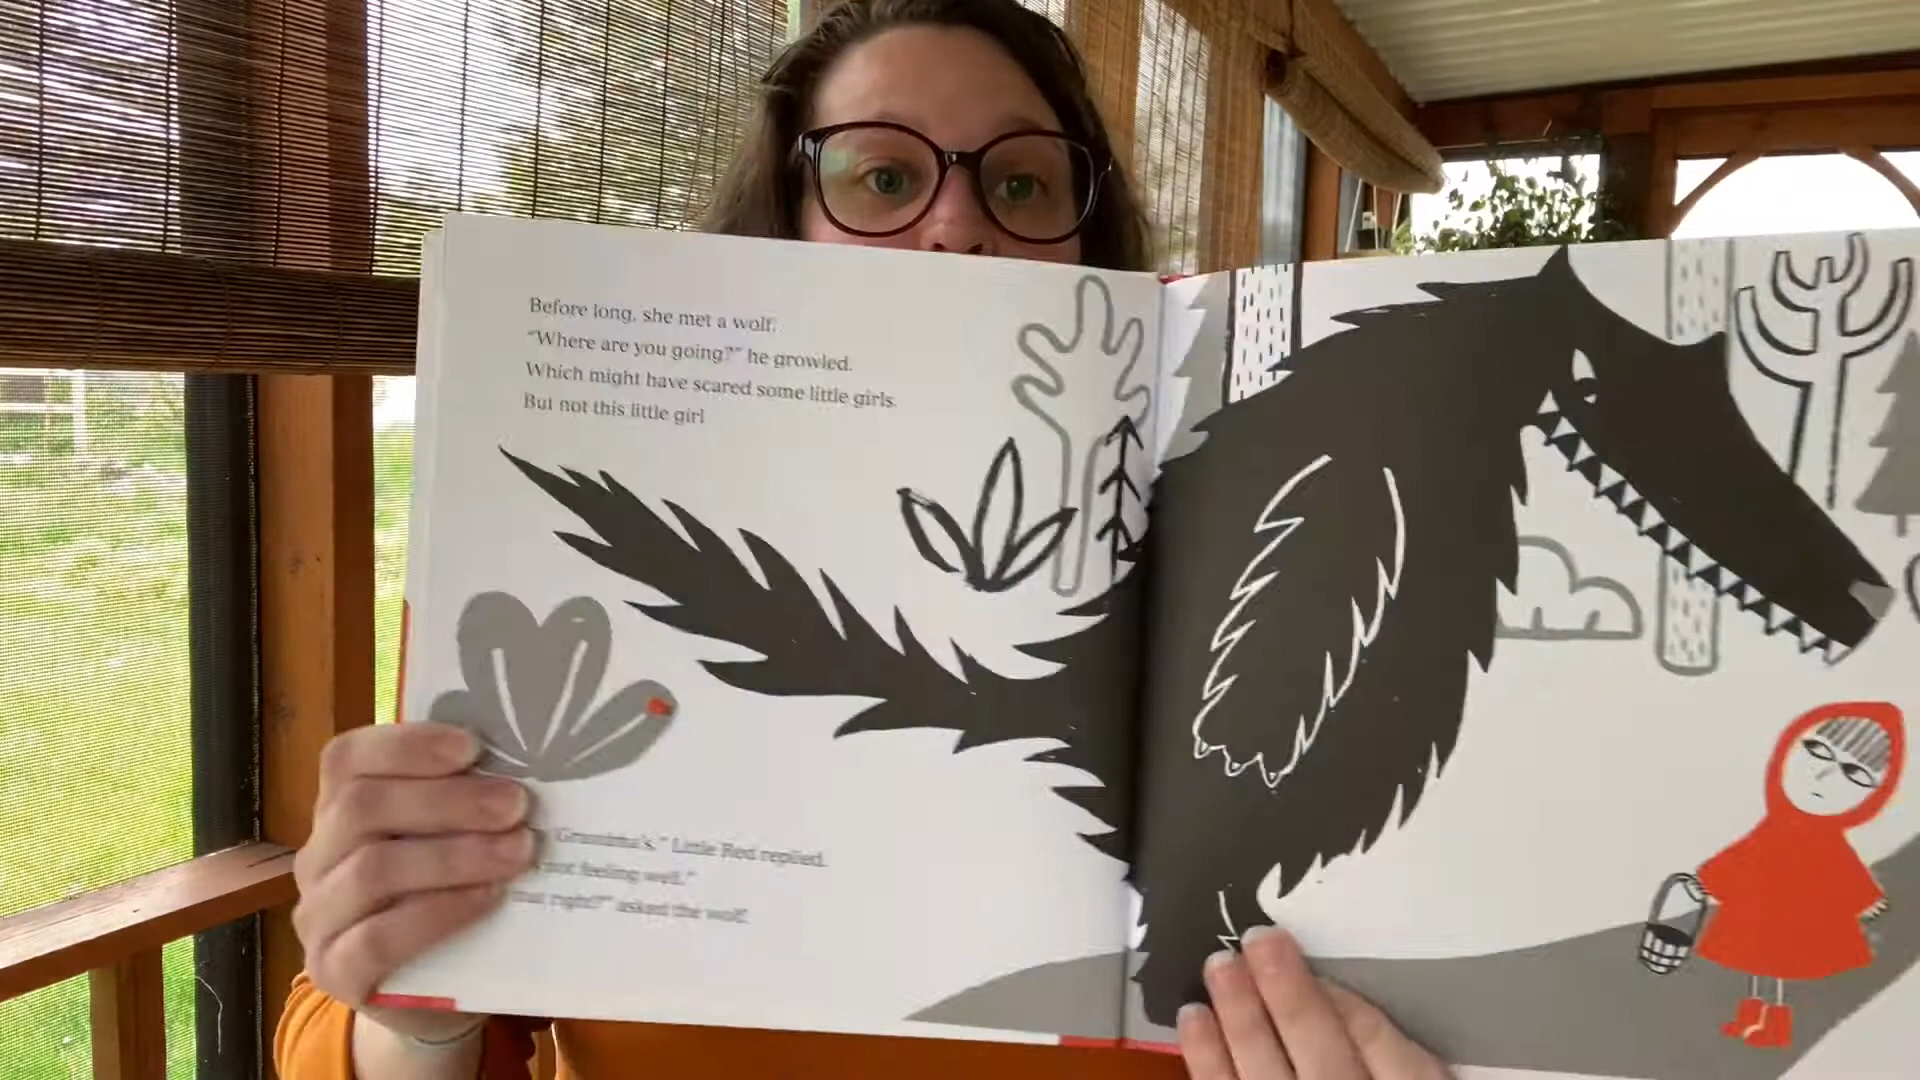 Before long, she met a wolf.
"Where are you going?" he growled.
Which might have scared some little girls.
But not this little girl
Grandma's," Little Red replied.
not feeling well."
that right?" asked the wolf.